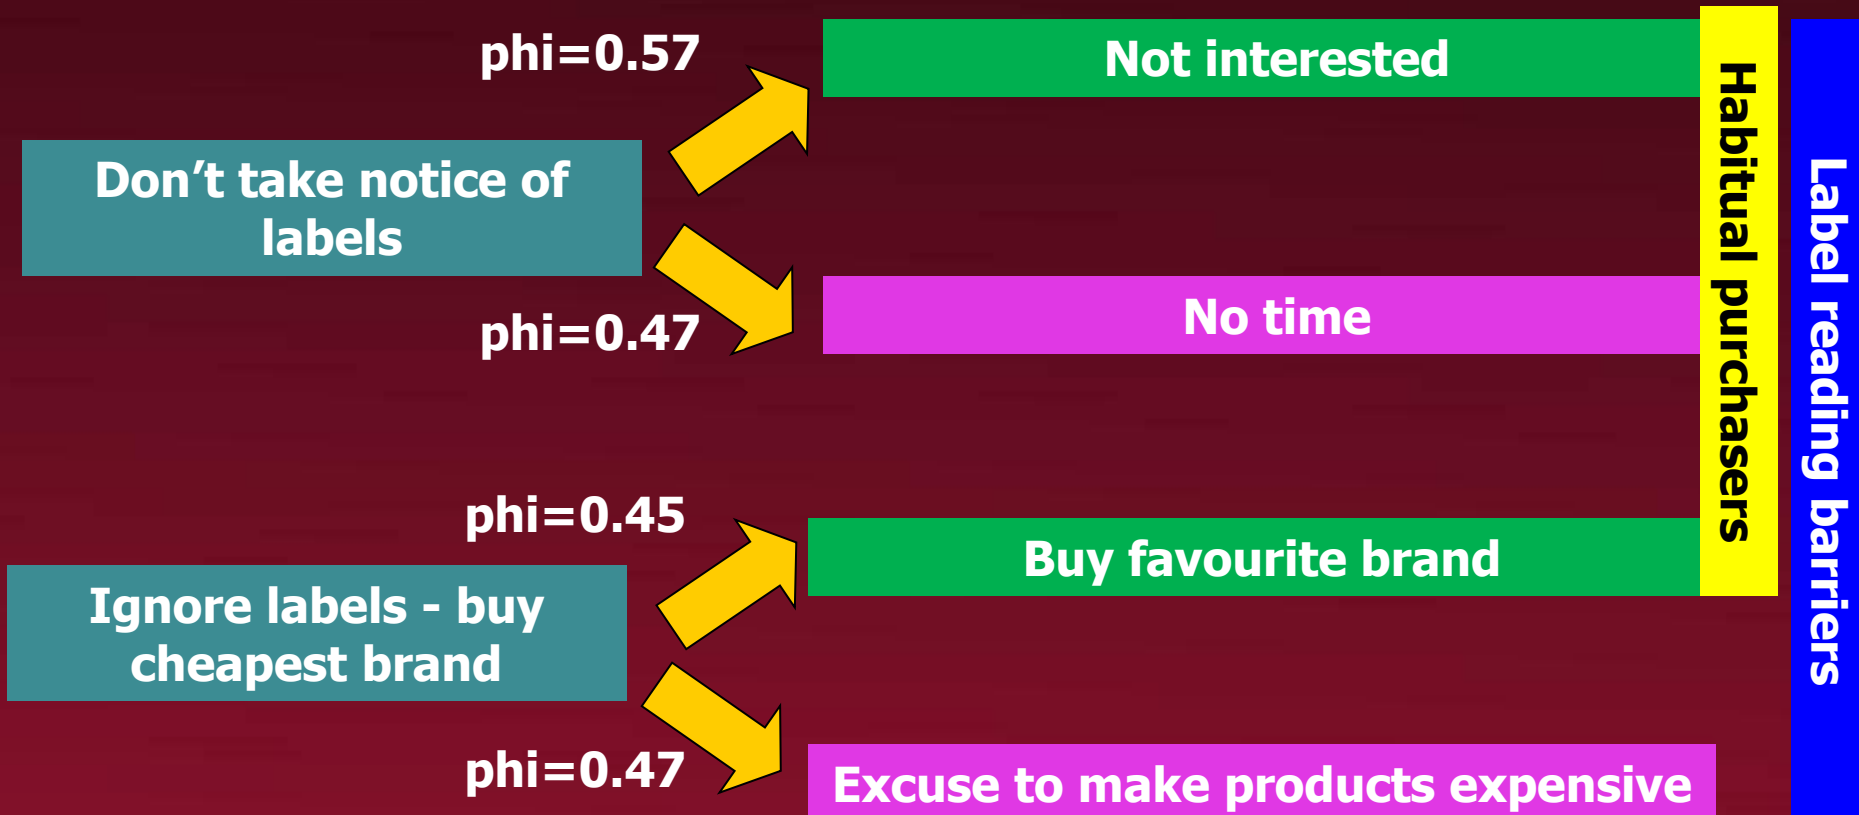 phi=0.57
Not interested
Don’t take notice of
labels
phi=0.47
No time
phi=0.45
Buy favourite brand
Ignore labels - buy
cheapest brand
phi=0.47
Excuse to make products expensive
Habitual purchasers
Label reading barriers